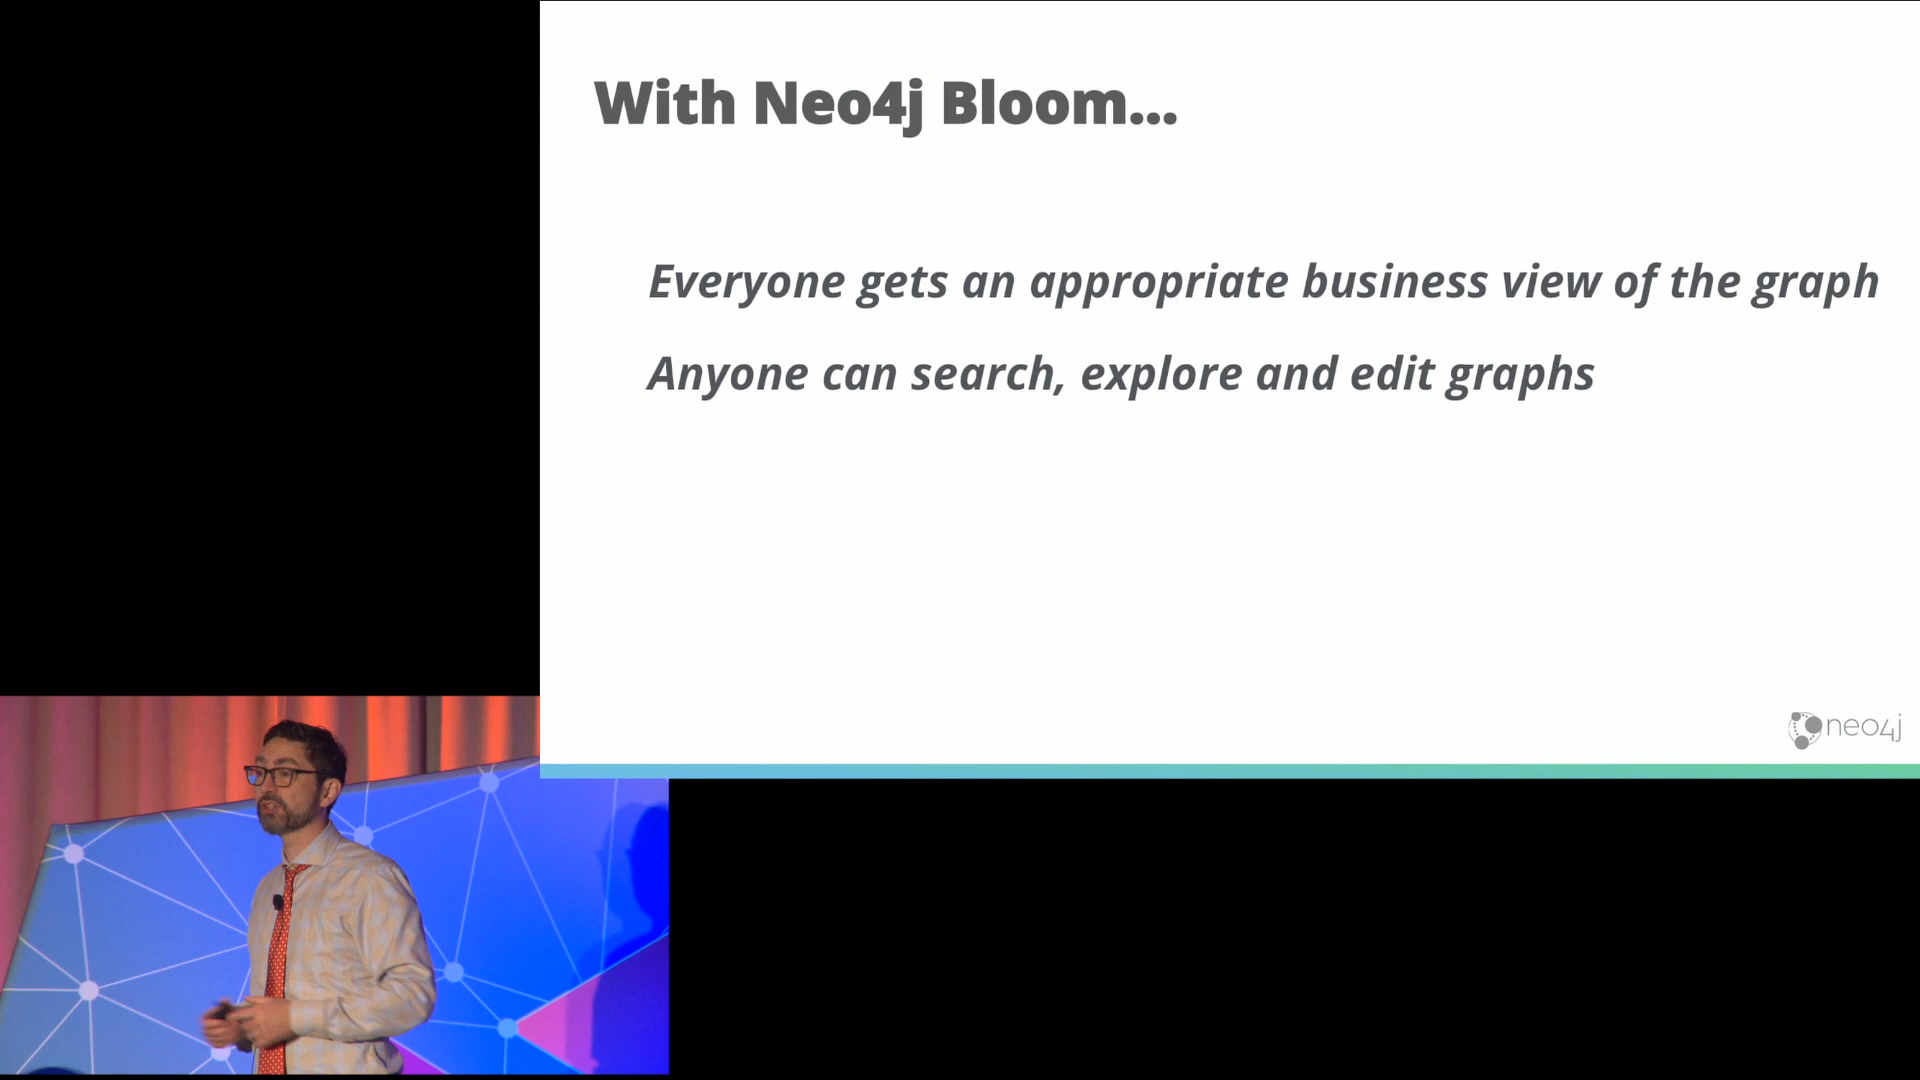 With Neo4j Bloom...
Everyone gets an appropriate business view of the graph
Anyone can search, explore and edit graphs
neo4j